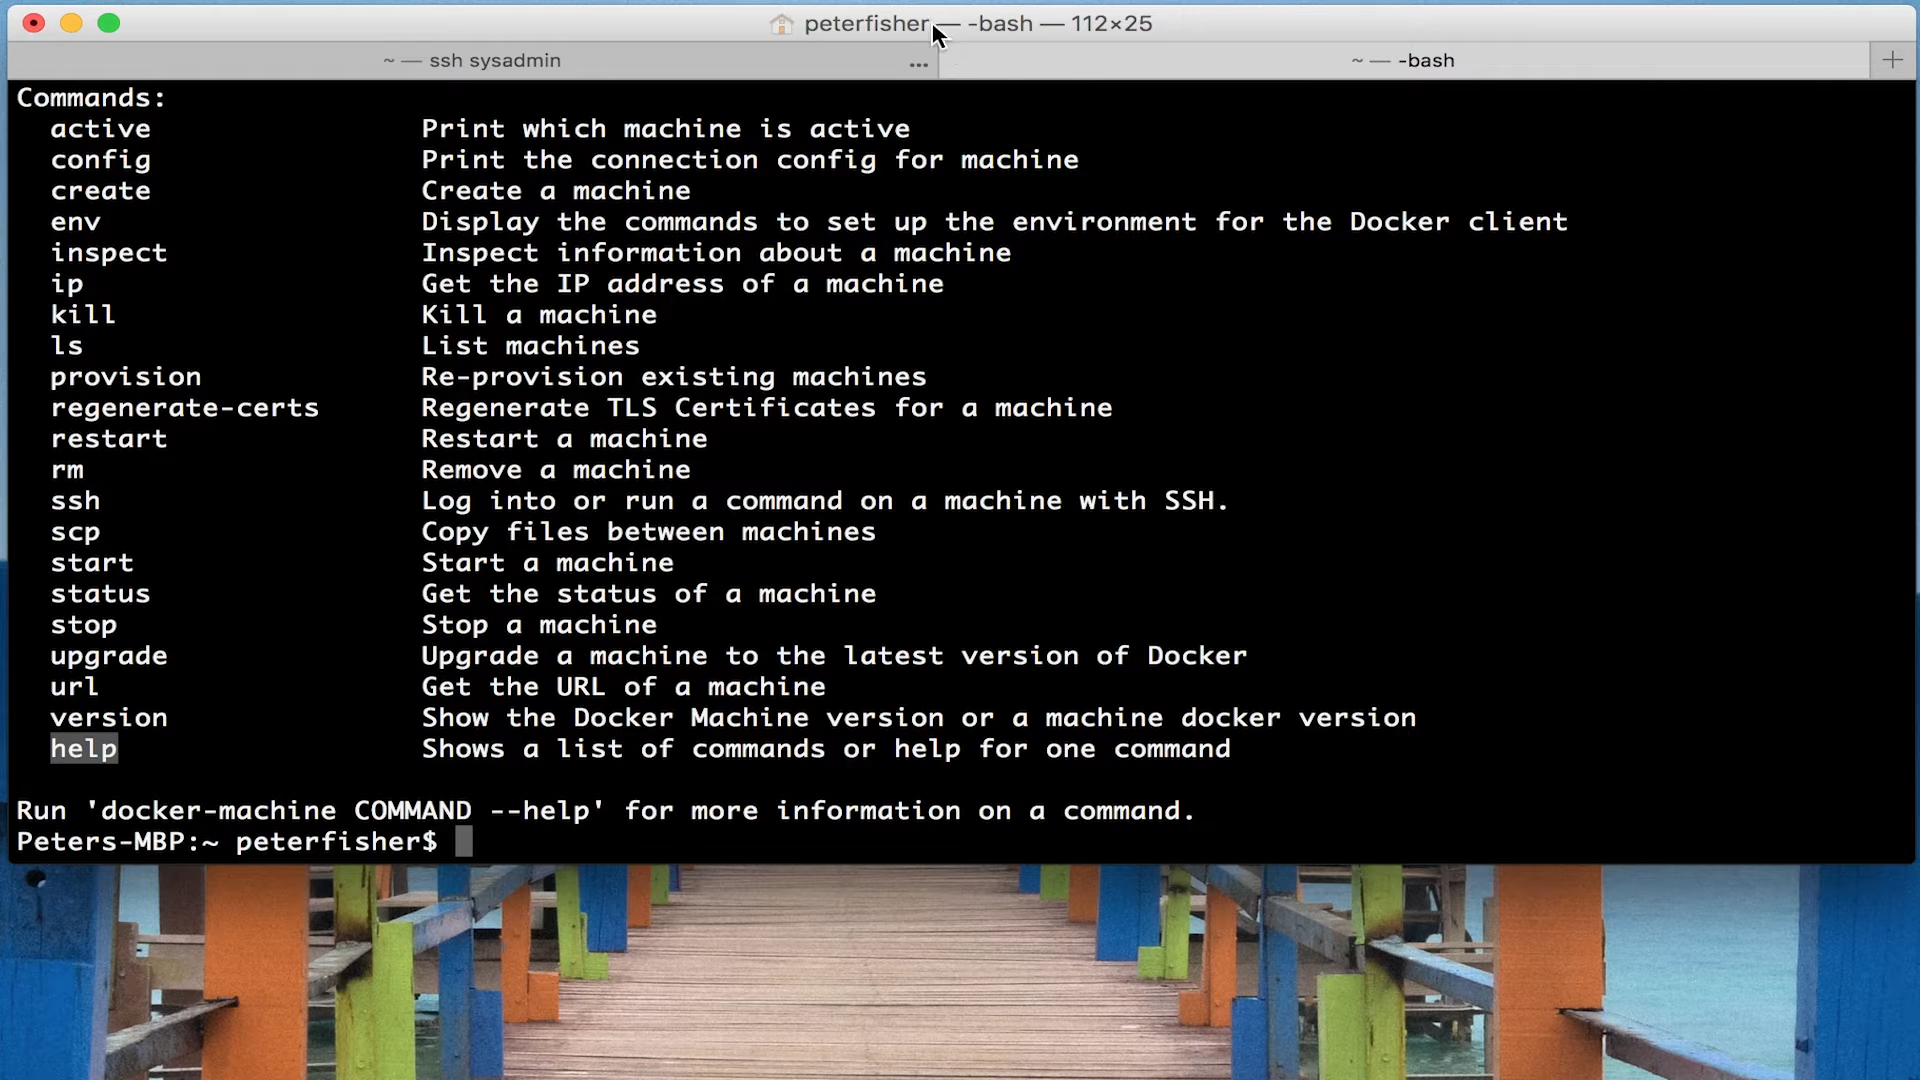 peterfisher — -bash — 112×25
~ — ssh sysadmin ... ~ — -bash +
Commands:
active Print which machine is active
config Print the connection config for machine
create Create a machine
env Display the commands to set up the environment for the Docker client
inspect Inspect information about a machine
ip Get the IP address of a machine
kill Kill a machine
ls List machines
provision Re-provision existing machines
regenerate-certs Regenerate TLS Certificates for a machine
restart Restart a machine
rm Remove a machine
ssh Log into or run a command on a machine with SSH.
scp Copy files between machines
start Start a machine
status Get the status of a machine
stop Stop a machine
upgrade Upgrade a machine to the latest version of Docker
url Get the URL of a machine
version Show the Docker Machine version or a machine docker version
help Shows a list of commands or help for one command
Run 'docker-machine COMMAND --help' for more information on a command.
Peters-MBP:~ peterfisher$